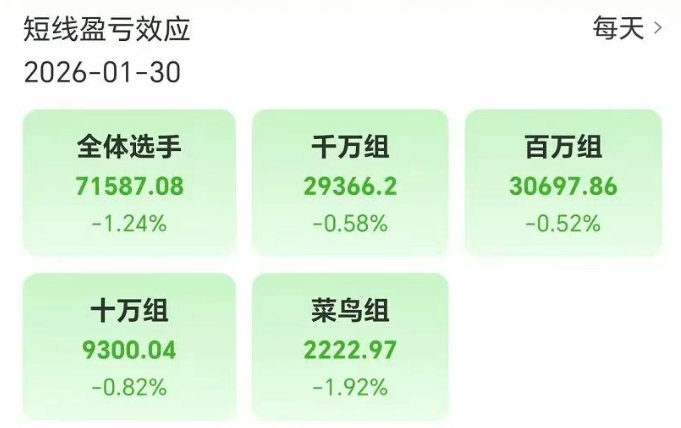 短线盈亏效应
每天 >
2026-01-30
全体选手
71587.08
-1.24%
千万组
29366.2
-0.58%
百万组
30697.86
-0.52%
十万组
9300.04
-0.82%
菜鸟组
2222.97
-1.92%